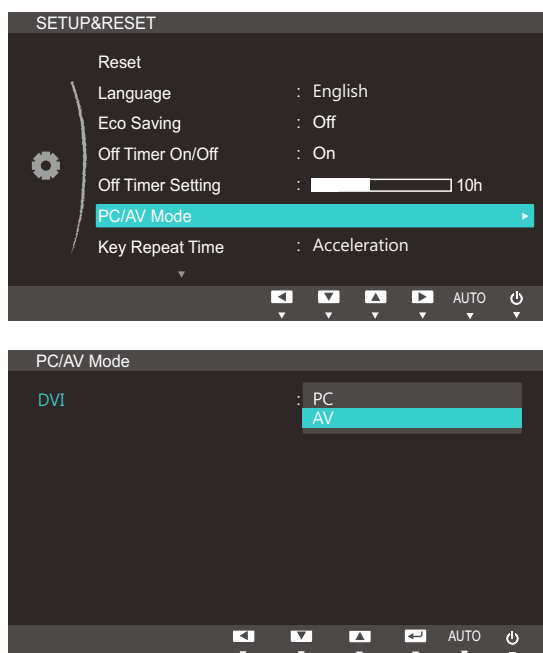 SETUP&RESET
Reset
Language : English
Eco Saving : Off
Off Timer On/Off : On
Off Timer Setting : 10h
PC/AV Mode
Key Repeat Time : Acceleration
AUTO
PC/AV Mode
DVI : PC
AV
AUTO